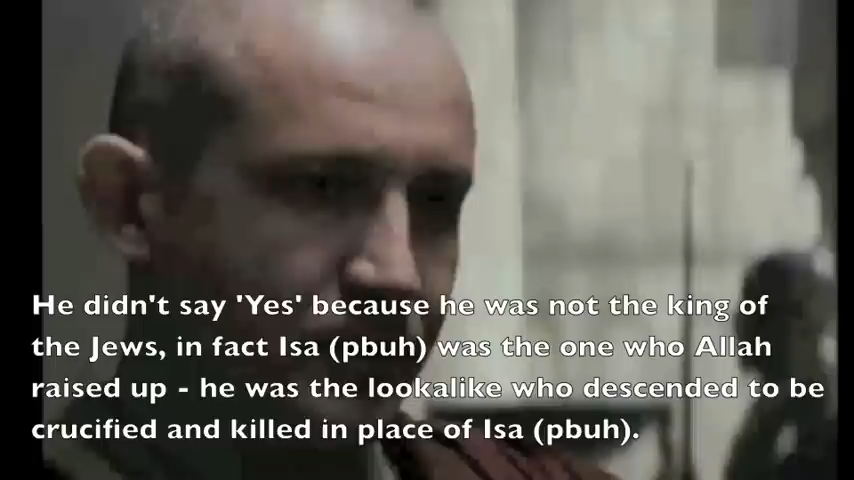 He didn't say 'Yes' because he was not the king of
the Jews, in fact Isa (pbuh) was the one who Allah
raised up - he was the lookalike who descended to be
crucified and killed in place of Isa (pbuh).